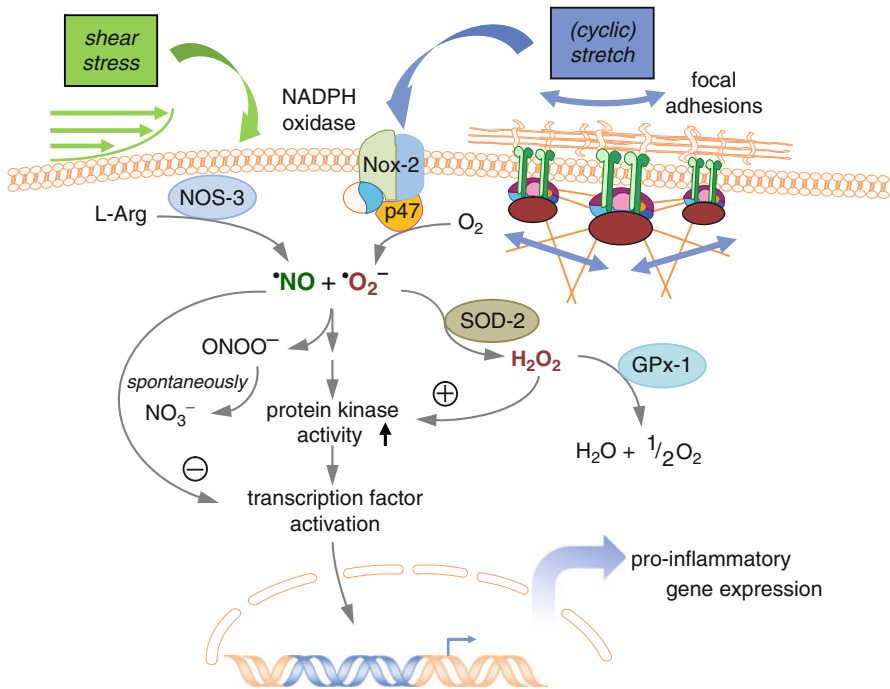 shear
stress
(cyclic)
stretch
focal
adhesions
NADPH
oxidase
Nox-2
p47
NOS-3
L-Arg
O₂
•NO + •O₂⁻
SOD-2
ONOO⁻
H₂O₂
GPx-1
spontaneously
NO₃⁻
+
protein kinase
activity
H₂O + ½O₂
−
transcription factor
activation
pro-inflammatory
gene expression